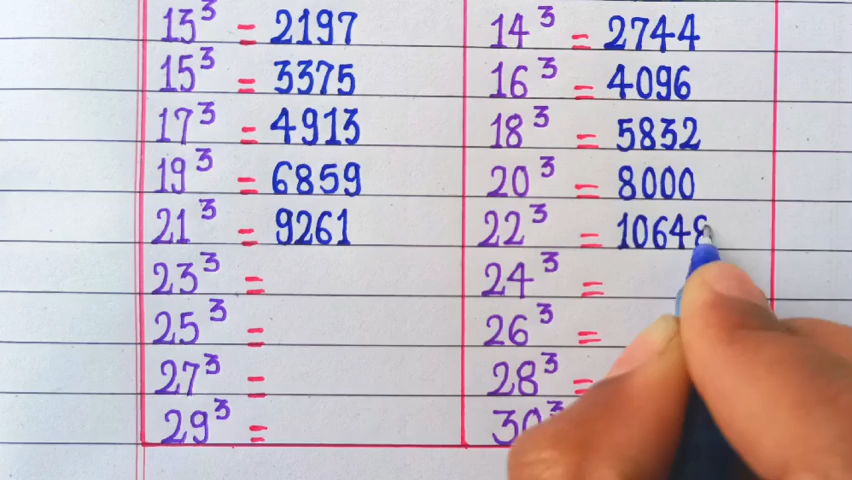 13³ = 2197 14³ = 2744
15³ = 3375 16³ = 4096
17³ = 4913 18³ = 5832
19³ = 6859 20³ = 8000
21³ = 9261 22³ = 10648
23³ = 24³ =
25³ = 26³ =
27³ = 28³ =
29³ = 30³